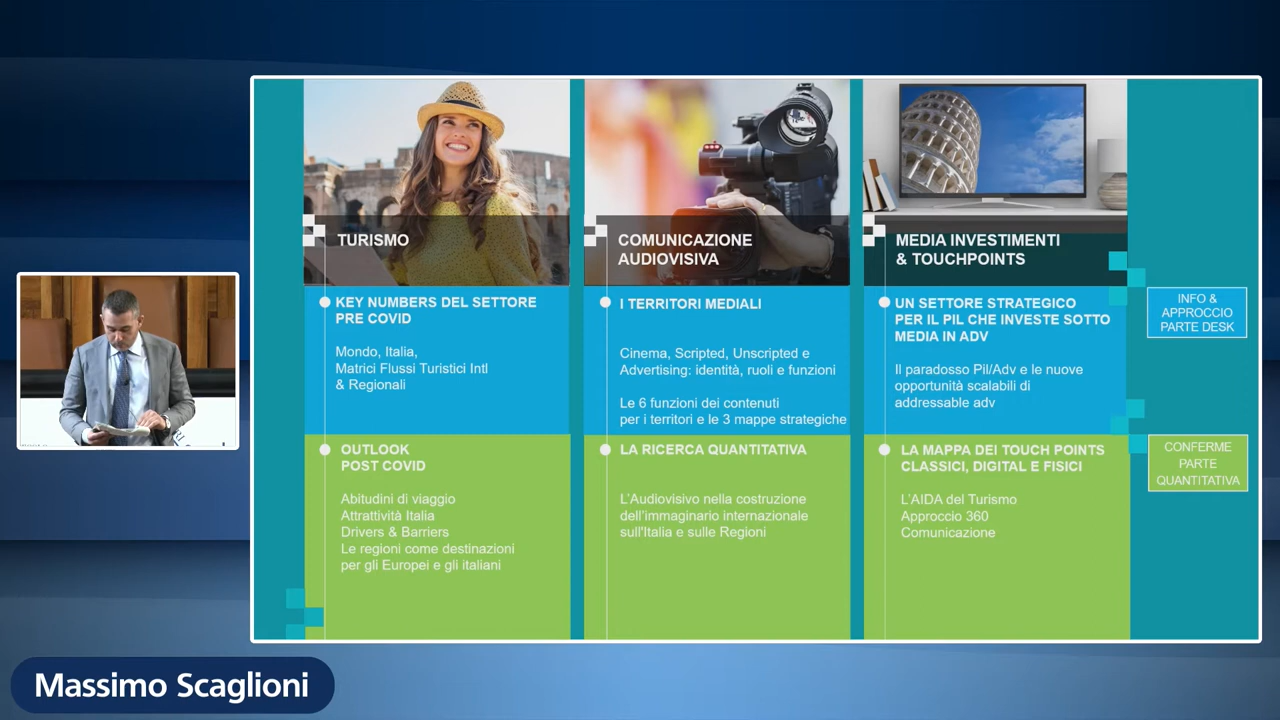 TURISMO
KEY NUMBERS DEL SETTORE
PRE COVID
Mondo, Italia,
Matrici Flussi Turistici Intl
& Regionali
OUTLOOK
POST COVID
Abitudini di viaggio
Attrattività Italia
Drivers & Barriers
Le regioni come destinazioni
per gli Europei e gli italiani
COMUNICAZIONE
AUDIOVISIVA
I TERRITORI MEDIALI
Cinema, Scripted, Unscripted e
Advertising: identità, ruoli e funzioni
Le 6 funzioni dei contenuti
per i territori e le 3 mappe strategiche
LA RICERCA QUANTITATIVA
L'Audiovisivo nella costruzione
dell'immaginario internazionale
sull'Italia e sulle Regioni
MEDIA INVESTIMENTI
& TOUCHPOINTS
UN SETTORE STRATEGICO
PER IL PIL CHE INVESTE SOTTO
MEDIA IN ADV
Il paradosso Pil/Adv e le nuove
opportunità scalabili di
addressable adv
LA MAPPA DEI TOUCH POINTS
CLASSICI, DIGITAL E FISICI
L'AIDA del Turismo
Approccio 360
Comunicazione
INFO &
APPROCCIO
PARTE DESK
CONFERME
PARTE
QUANTITATIVA
Massimo Scaglioni